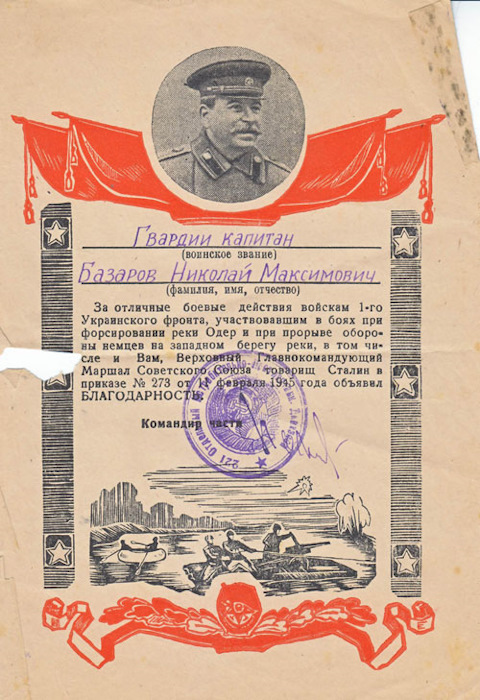 Гвардии капитан
(воинское звание)
Базаров Николай Максимович
(фамилия, имя, отчество)
За отличные боевые действия войскам 1-го
Украинского фронта, участвовавшим в боях при
форсировании реки Одер и при прорыве оборо-
ны немцев на западном берегу реки, в том чи-
сле и Вам, Верховный Главнокомандующий
Маршал Советского Союза товарищ Сталин в
приказе № 273 от февраля 1945 года объявил
БЛАГОДАРНОСТЬ
Командир части
221 ОТДЕЛЬНЫЙ